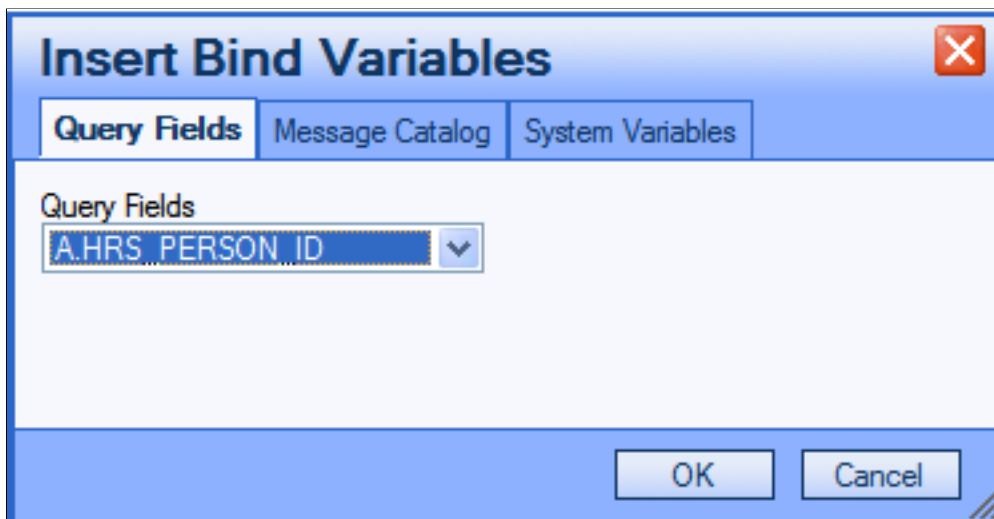 Insert Bind Variables
Query Fields Message Catalog System Variables
Query Fields
A.HRS_PERSON_ID
OK Cancel